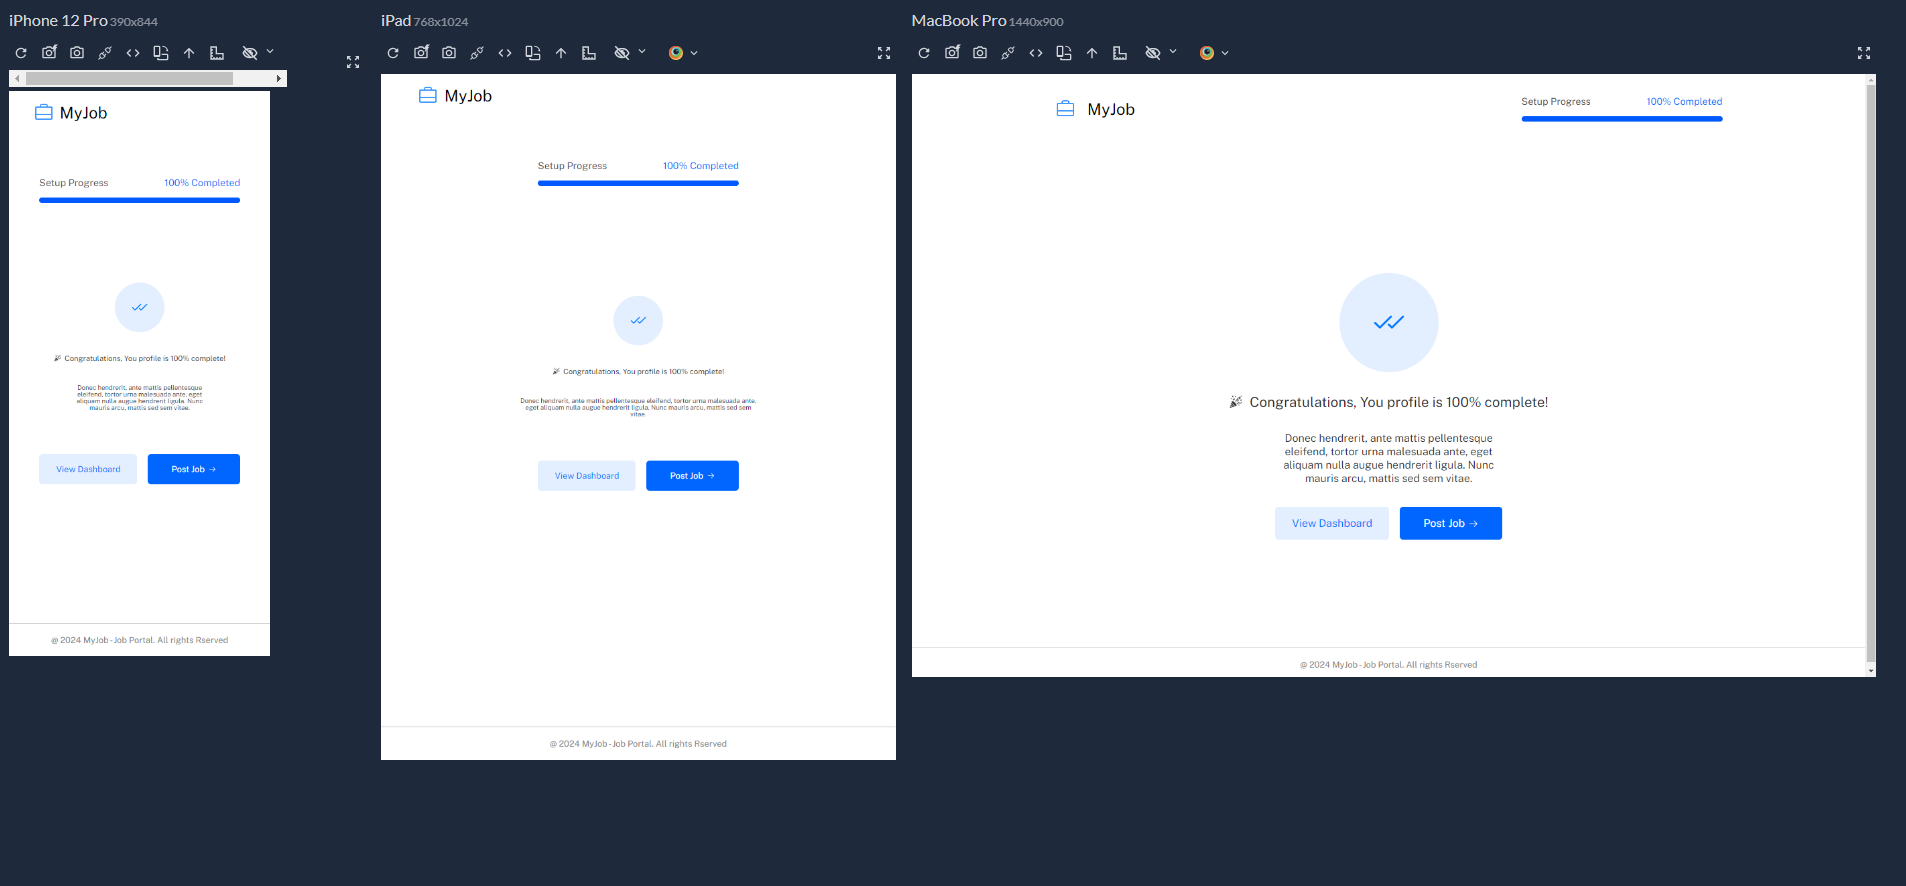 iPhone 12 Pro 390x844
MyJob
Setup Progress 100% Completed
Congratulations, You profile is 100% complete!
Donec hendrerit, ante mattis pellentesque
eleifend, tortor urna malesuada ante, eget
aliquam nulla augue hendrerit ligula. Nunc
mauris arcu, mattis sed sem vitae.
View Dashboard
Post Job →
@ 2024 MyJob - Job Portal. All rights Rserved
iPad 768x1024
MyJob
Setup Progress 100% Completed
Congratulations, You profile is 100% complete!
Donec hendrerit, ante mattis pellentesque eleifend, tortor urna malesuada ante,
eget aliquam nulla augue hendrerit ligula. Nunc mauris arcu, mattis sed sem
vitae.
View Dashboard
Post Job →
@ 2024 MyJob - Job Portal. All rights Rserved
MacBook Pro 1440x900
MyJob
Setup Progress 100% Completed
Congratulations, You profile is 100% complete!
Donec hendrerit, ante mattis pellentesque
eleifend, tortor urna malesuada ante, eget
aliquam nulla augue hendrerit ligula. Nunc
mauris arcu, mattis sed sem vitae.
View Dashboard
Post Job →
@ 2024 MyJob - Job Portal. All rights Rserved